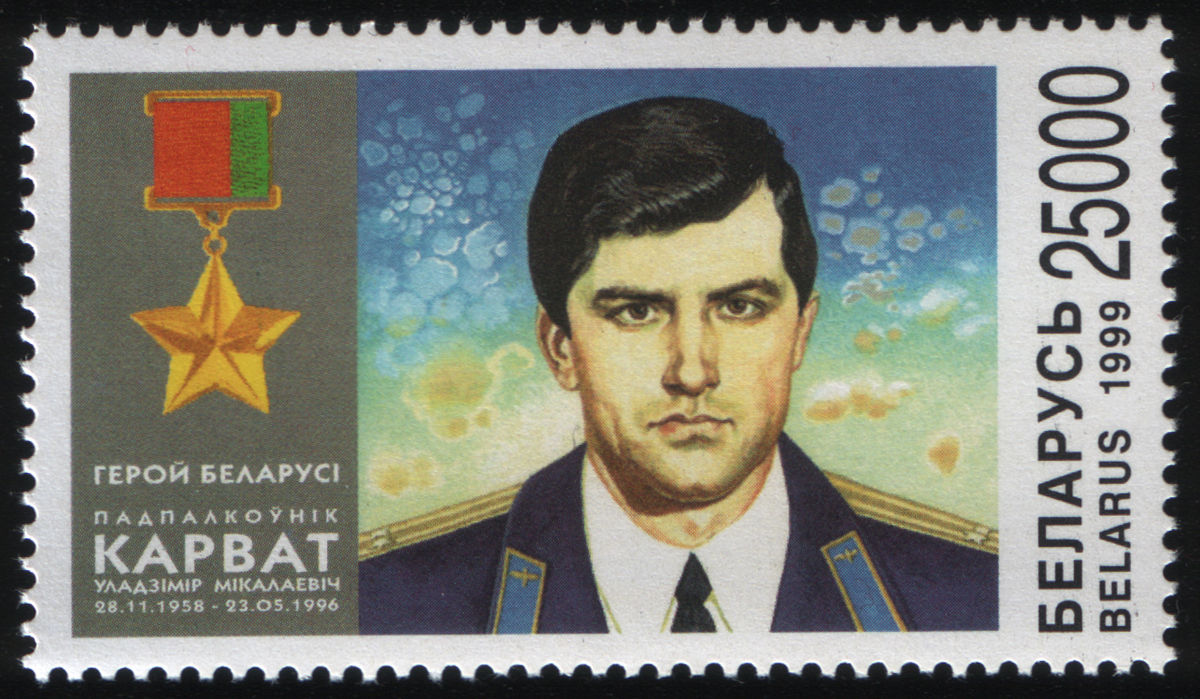 ГЕРОЙ БЕЛАРУСІ
ПАДПАЛКОЎНІК
КАРВАТ
УЛАДЗІМІР МІКАЛАЕВІЧ
28.11.1958 - 23.05.1996
БЕЛАРУСЬ 25000
BELARUS 1999